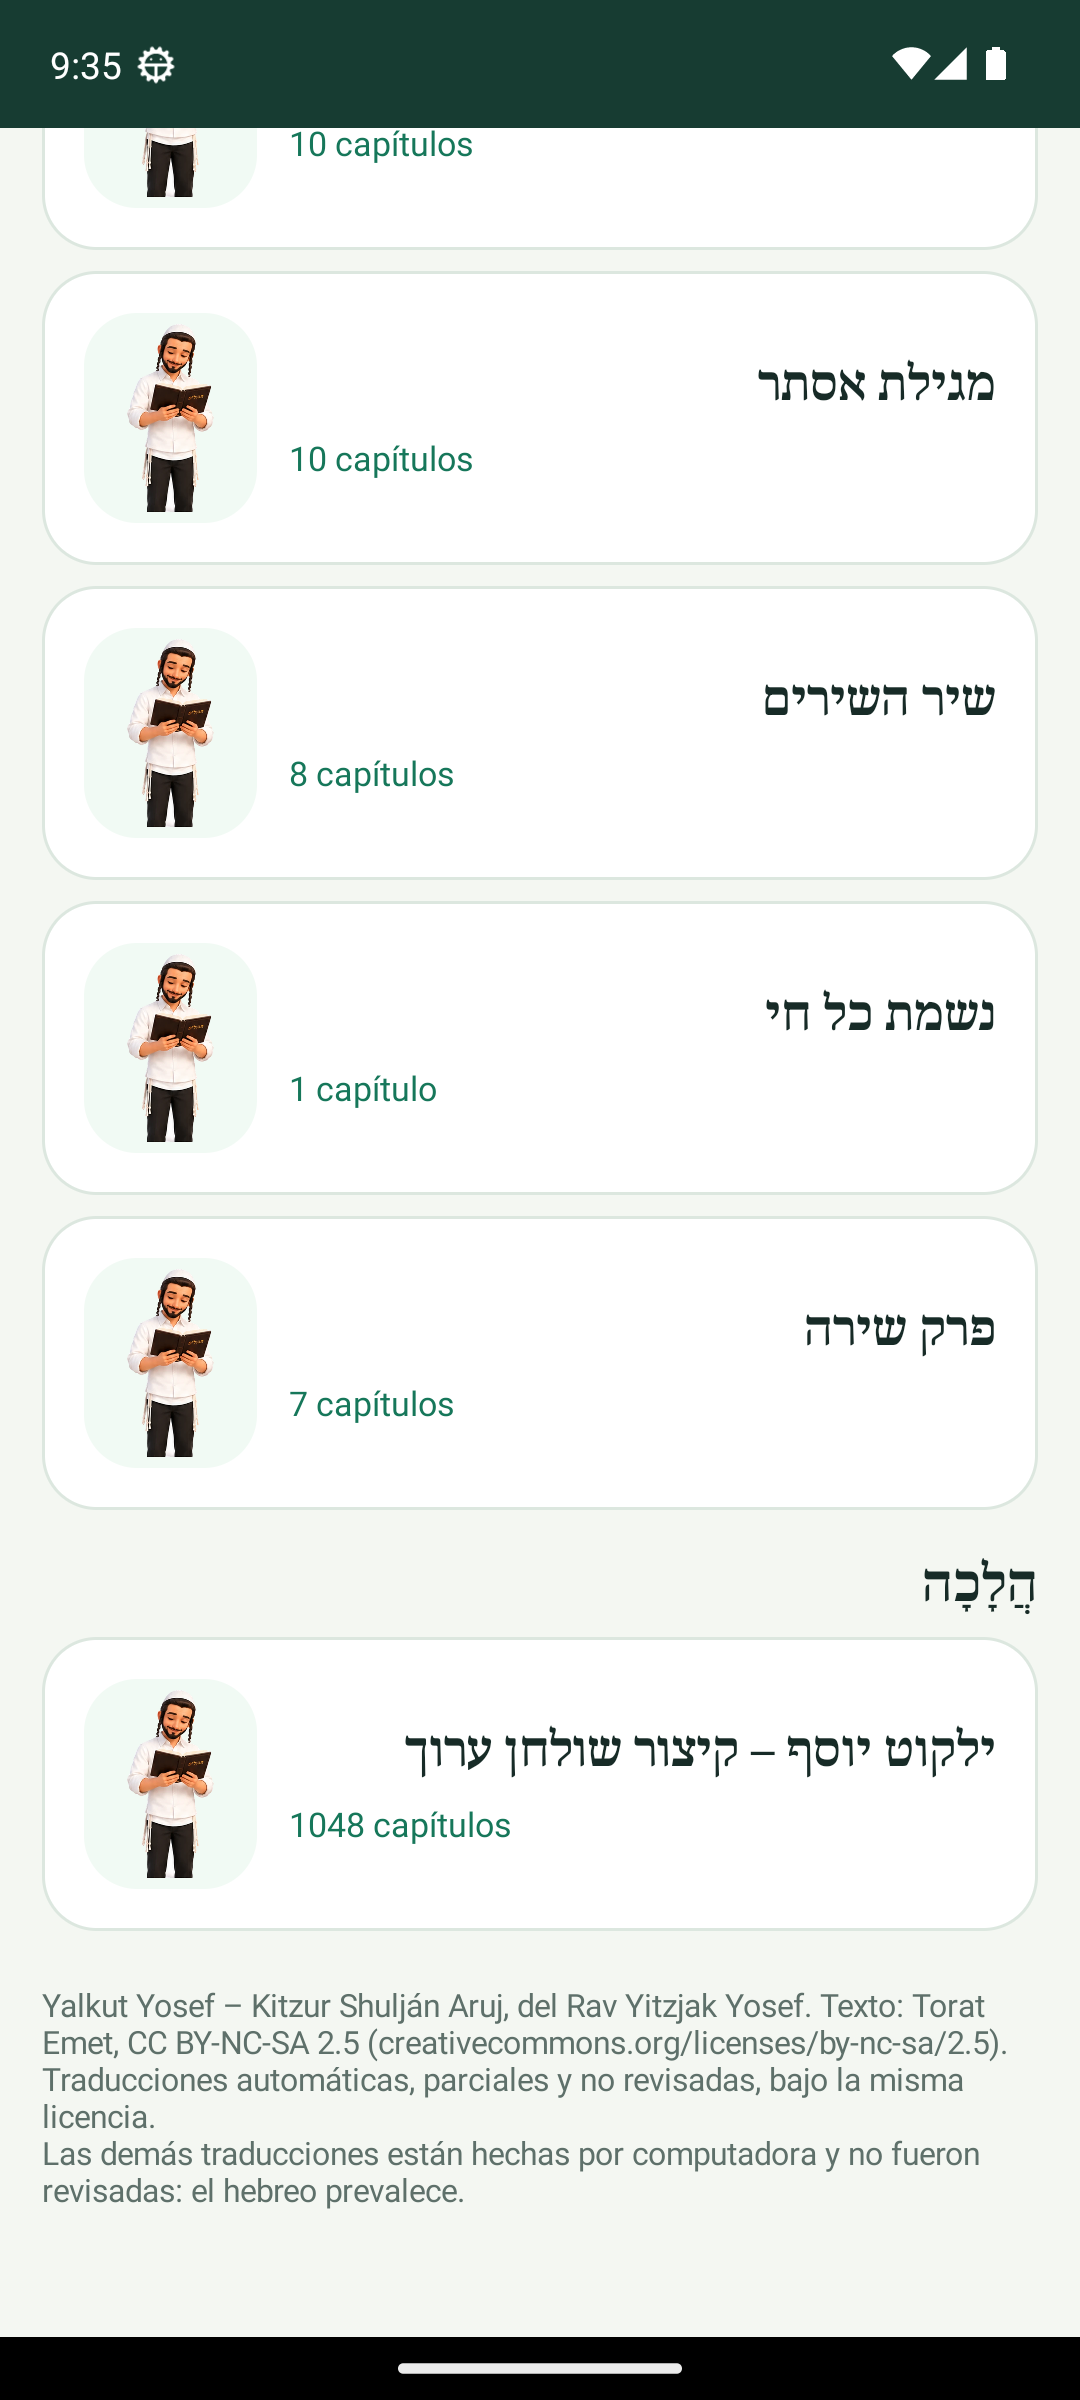 9:35
10 capítulos
מגילת אסתר
10 capítulos
שיר השירים
8 capítulos
נשמת כל חי
1 capítulo
פרק שירה
7 capítulos
הֲלָכָה
ילקוט יוסף – קיצור שולחן ערוך
1048 capítulos
Yalkut Yosef – Kitzur Shulján Aruj, del Rav Yitzjak Yosef. Texto: Torat
Emet, CC BY-NC-SA 2.5 (creativecommons.org/licenses/by-nc-sa/2.5).
Traducciones automáticas, parciales y no revisadas, bajo la misma
licencia.
Las demás traducciones están hechas por computadora y no fueron
revisadas: el hebreo prevalece.